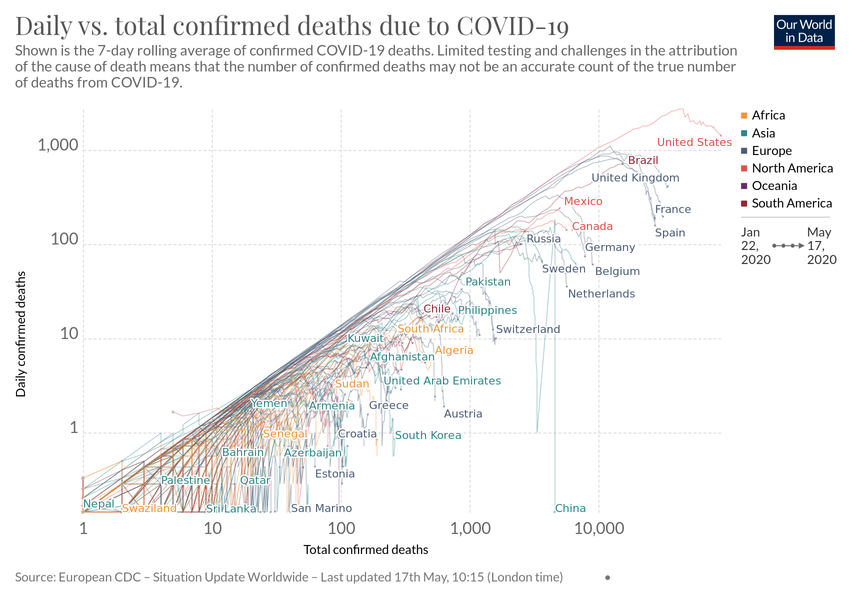 Daily vs. total confirmed deaths due to COVID-19
Our World
in Data
Shown is the 7-day rolling average of confirmed COVID-19 deaths. Limited testing and challenges in the attribution
of the cause of death means that the number of confirmed deaths may not be an accurate count of the true number
of deaths from COVID-19.
Africa
Asia
Europe
North America
Oceania
South America
Jan
22,
2020
May
17,
2020
Daily confirmed deaths
1,000
100
10
1
United States
Brazil
United Kingdom
Mexico
France
Canada
Spain
Russia
Germany
Sweden
Belgium
Pakistan
Netherlands
Chile
Philippines
South Africa
Switzerland
Kuwait
Algeria
Afghanistan
United Arab Emirates
Sudan
Yemen
Armenia
Greece
Austria
Senegal
Croatia
South Korea
Bahrain
Azerbaijan
Estonia
Palestine
Qatar
Nepal
Swaziland
Sri Lanka
San Marino
China
1
10
100
1,000
10,000
Total confirmed deaths
Source: European CDC – Situation Update Worldwide – Last updated 17th May, 10:15 (London time)